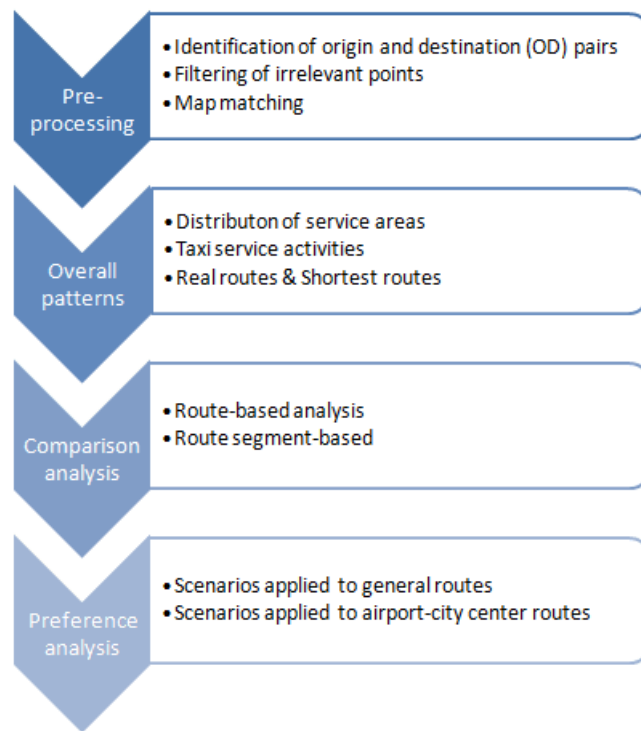 Pre-
processing
• Identification of origin and destination (OD) pairs
• Filtering of irrelevant points
• Map matching
Overall
patterns
• Distributon of service areas
• Taxi service activities
• Real routes & Shortest routes
Comparison
analysis
• Route-based analysis
• Route segment-based
Preference
analysis
• Scenarios applied to general routes
• Scenarios applied to airport-city center routes